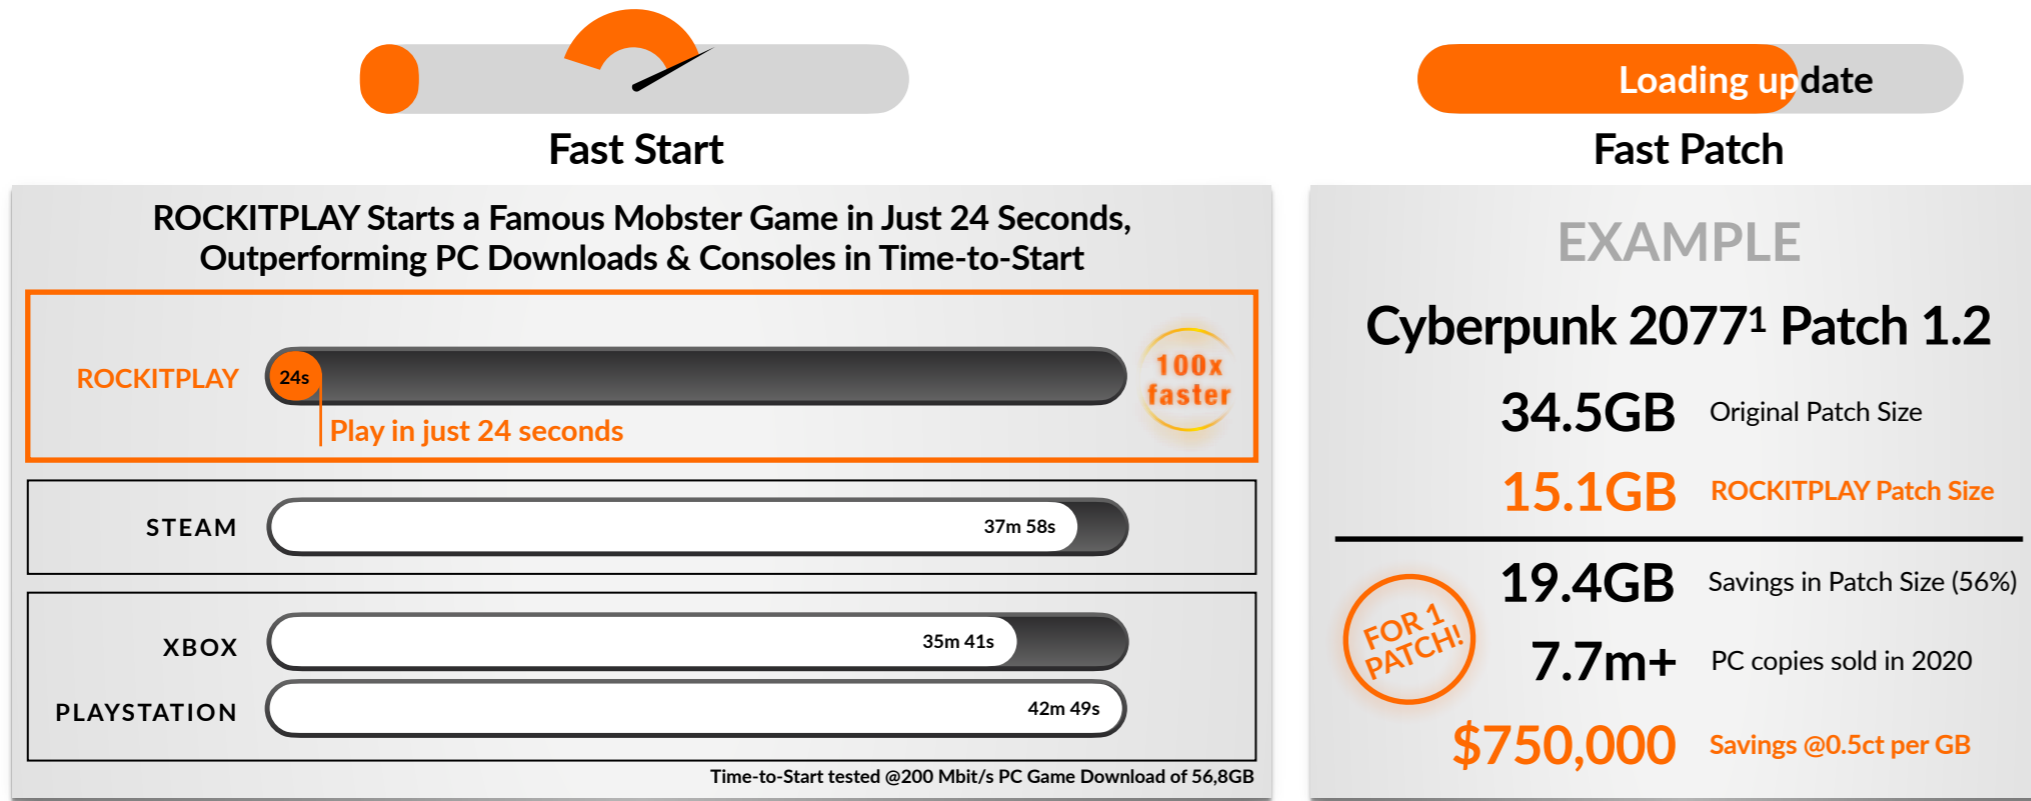 Fast Start
ROCKITPLAY Starts a Famous Mobster Game in Just 24 Seconds,
Outperforming PC Downloads & Consoles in Time-to-Start
ROCKITPLAY
24s
Play in just 24 seconds
100x
faster
STEAM
37m 58s
XBOX
35m 41s
PLAYSTATION
42m 49s
Time-to-Start tested @200 Mbit/s PC Game Download of 56,8GB
Loading update
Fast Patch
EXAMPLE
Cyberpunk 2077¹ Patch 1.2
34.5GB Original Patch Size
15.1GB ROCKITPLAY Patch Size
19.4GB Savings in Patch Size (56%)
FOR 1
PATCH!
7.7m+ PC copies sold in 2020
$750,000 Savings @0.5ct per GB